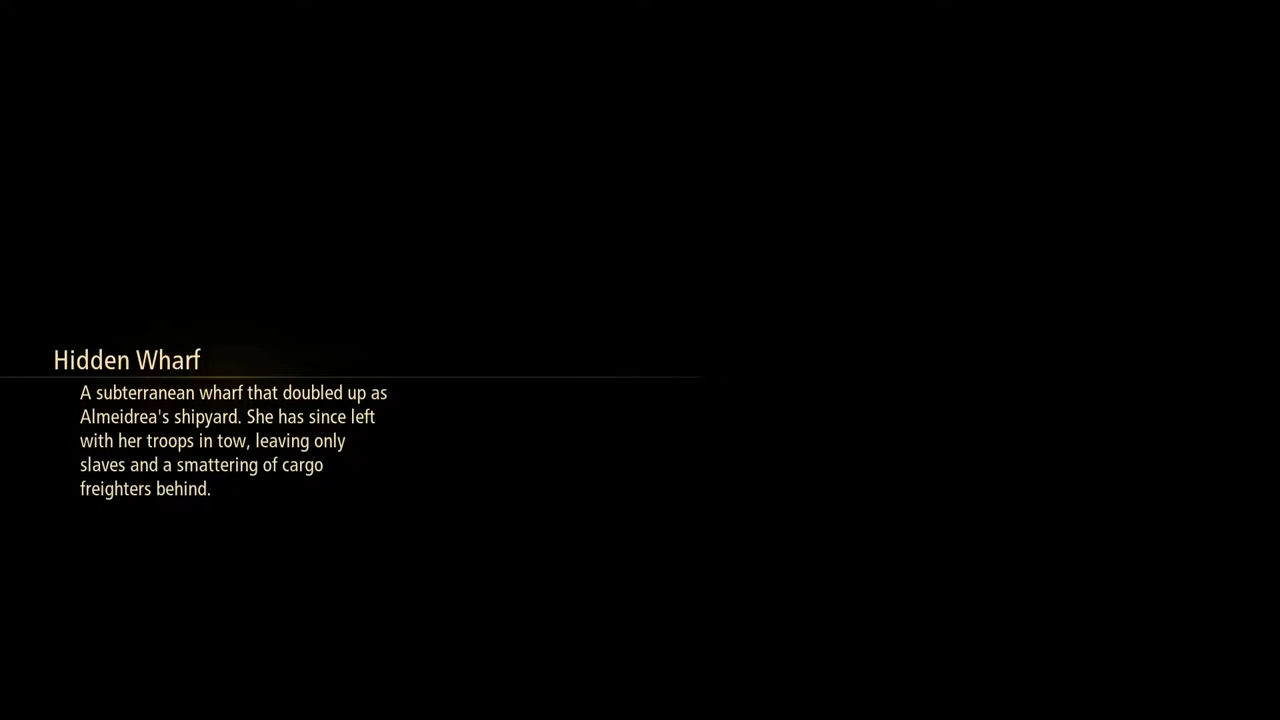 Hidden Wharf
A subterranean wharf that doubled up as
Almeidrea's shipyard. She has since left
with her troops in tow, leaving only
slaves and a smattering of cargo
freighters behind.